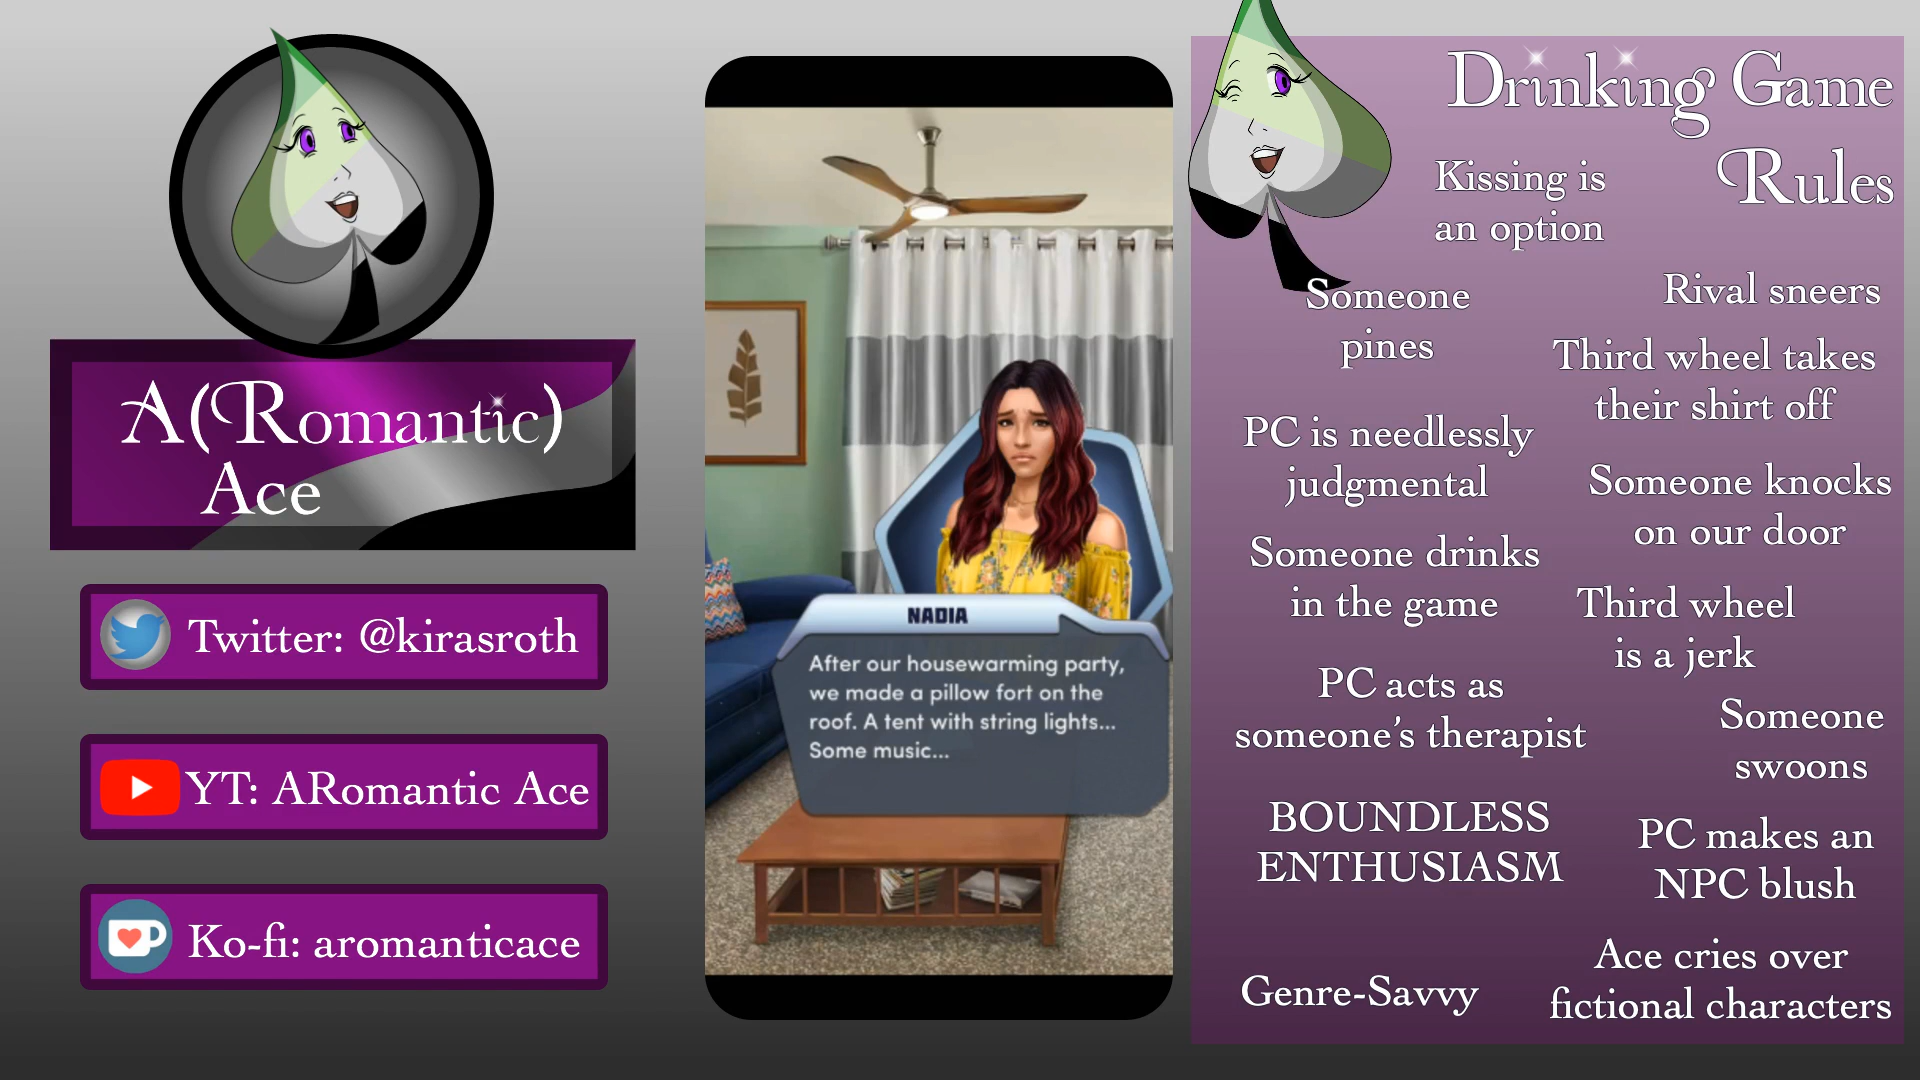 A(Romantic)
Ace
Twitter: @kirasroth
YT: ARomantic Ace
Ko-fi: aromanticace
NADIA
After our housewarming party,
we made a pillow fort on the
roof. A tent with string lights...
Some music...
Drinking Game
Rules
Kissing is
an option
Someone
pines
Rival sneers
Third wheel takes
their shirt off
PC is needlessly
judgmental
Someone knocks
on our door
Someone drinks
in the game
Third wheel
is a jerk
PC acts as
someone's therapist
Someone
swoons
BOUNDLESS
ENTHUSIASM
PC makes an
NPC blush
Genre-Savvy
Ace cries over
fictional characters